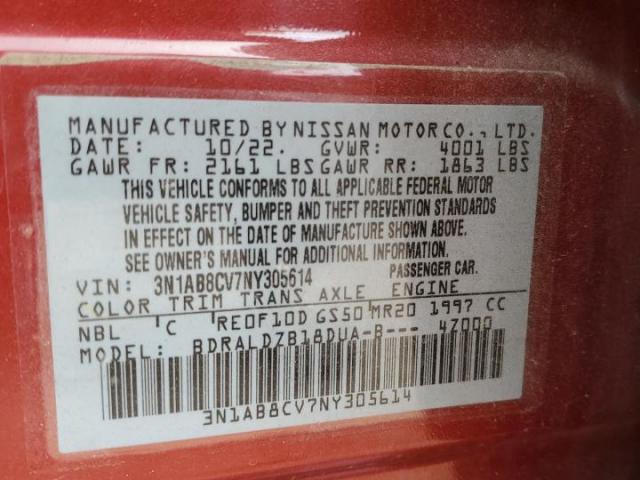 MANUFACTURED BY NISSAN MOTOR CO., LTD.
DATE: 10/22. GVWR: 4001 LBS
GAWR FR: 2161 LBS GAWR RR: 1863 LBS
THIS VEHICLE CONFORMS TO ALL APPLICABLE FEDERAL MOTOR
VEHICLE SAFETY, BUMPER AND THEFT PREVENTION STANDARDS
IN EFFECT ON THE DATE OF MANUFACTURE SHOWN ABOVE.
SEE OWNER'S MANUAL FOR ADDITIONAL INFORMATION.
VIN: 3N1AB8CV7NY305614 PASSENGER CAR.
COLOR TRIM TRANS AXLE ENGINE
NBL C RE0F10D GS50 MR20 1997 CC
MODEL: BDRALDZB18DUA-B--- 47000
3N1AB8CV7NY305614